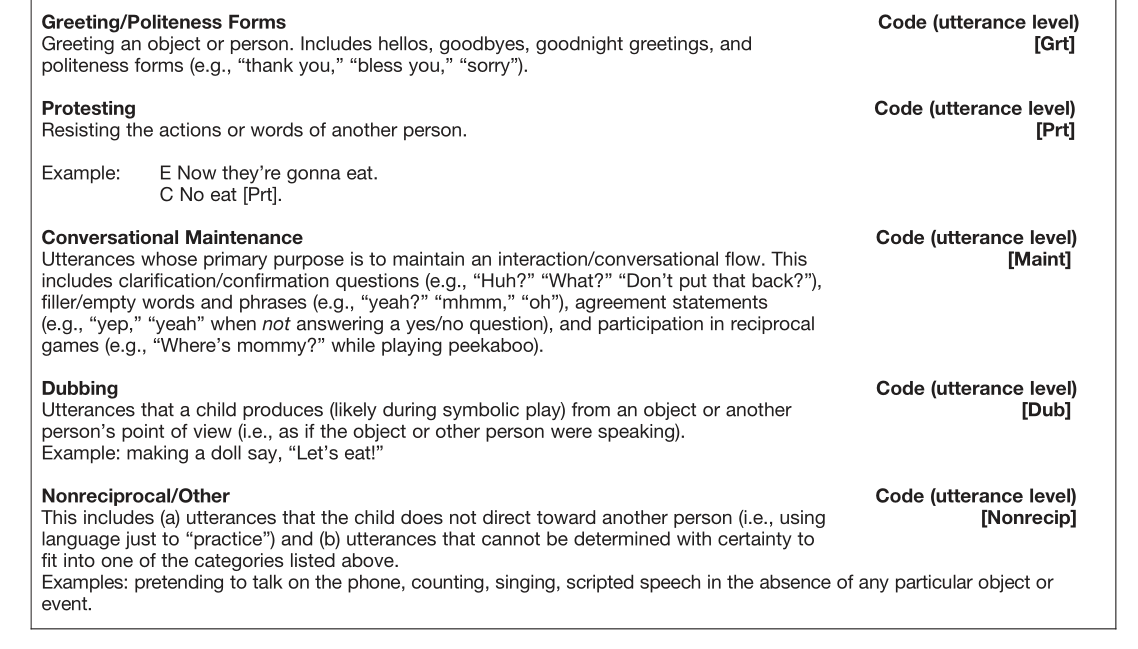 Greeting/Politeness Forms Code (utterance level)
Greeting an object or person. Includes hellos, goodbyes, goodnight greetings, and [Grt]
politeness forms (e.g., “thank you,” “bless you,” “sorry”).
Protesting Code (utterance level)
Resisting the actions or words of another person. [Prt]
Example: E Now they’re gonna eat.
C No eat [Prt].
Conversational Maintenance Code (utterance level)
Utterances whose primary purpose is to maintain an interaction/conversational flow. This [Maint]
includes clarification/confirmation questions (e.g., “Huh?” “What?” “Don’t put that back?”),
filler/empty words and phrases (e.g., “yeah?” “mhmm,” “oh”), agreement statements
(e.g., “yep,” “yeah” when not answering a yes/no question), and participation in reciprocal
games (e.g., “Where’s mommy?” while playing peekaboo).
Dubbing Code (utterance level)
Utterances that a child produces (likely during symbolic play) from an object or another [Dub]
person’s point of view (i.e., as if the object or other person were speaking).
Example: making a doll say, “Let’s eat!”
Nonreciprocal/Other Code (utterance level)
This includes (a) utterances that the child does not direct toward another person (i.e., using [Nonrecip]
language just to “practice”) and (b) utterances that cannot be determined with certainty to
fit into one of the categories listed above.
Examples: pretending to talk on the phone, counting, singing, scripted speech in the absence of any particular object or
event.